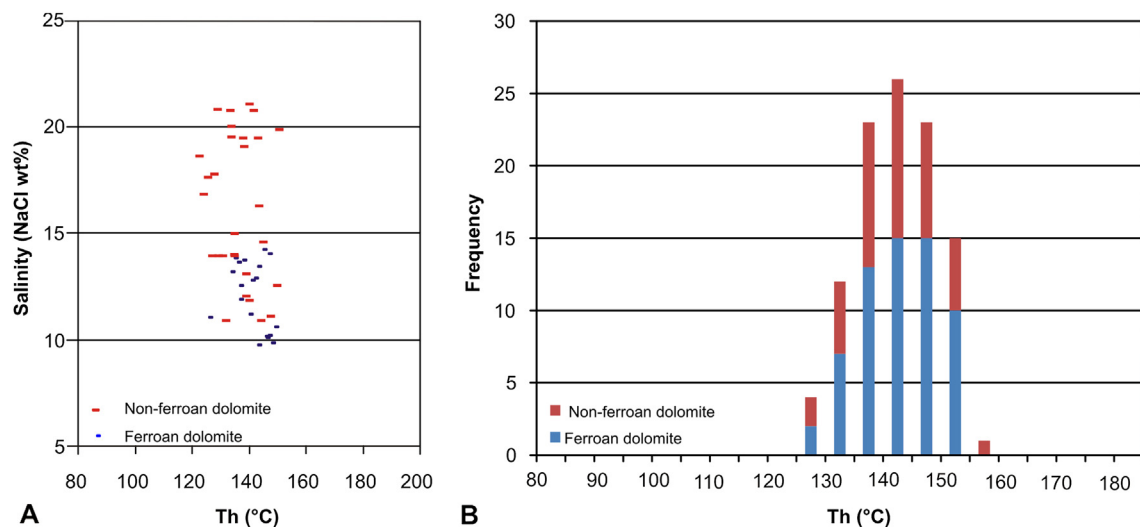 25
20
15
10
5
Salinity (NaCl wt%)
Non-ferroan dolomite
Ferroan dolomite
80 100 120 140 160 180 200
A
Th (°C)
30
25
20
15
10
5
0
Frequency
Non-ferroan dolomite
Ferroan dolomite
80 90 100 110 120 130 140 150 160 170 180
B
Th (°C)